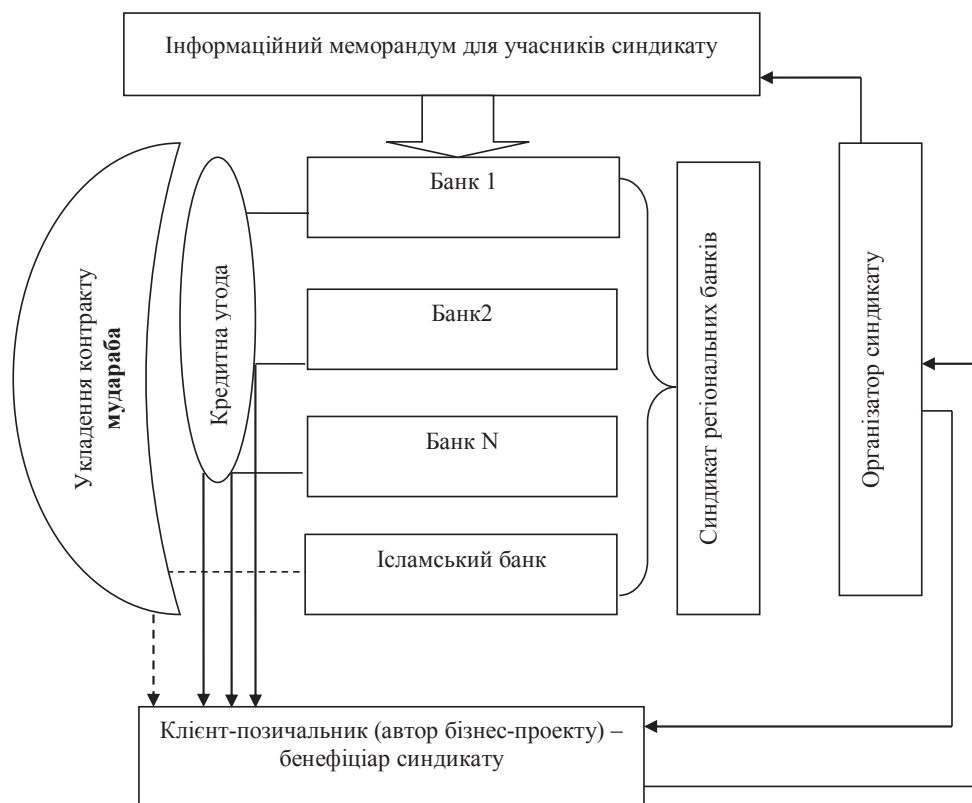 Інформаційний меморандум для учасників синдикату
Банк 1
Банк2
Банк N
Ісламський банк
Укладення контракту
мудараба
Кредитна угода
Синдикат регіональних банків
Організатор синдикату
Клієнт-позичальник (автор бізнес-проекту) –
бенефіціар синдикату